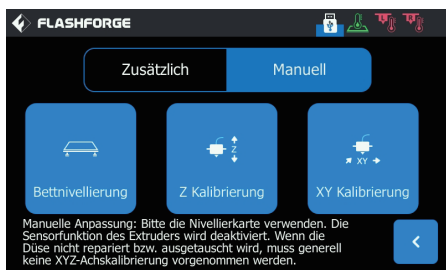 FLASHFORGE
Zusätzlich
Manuell
Z
XY
Bettnivellierung
Z Kalibrierung
XY Kalibrierung
Manuelle Anpassung: Bitte die Nivellierkarte verwenden. Die
Sensorfunktion des Extruders wird deaktiviert. Wenn die
Düse nicht repariert bzw. ausgetauscht wird, muss generell
keine XYZ-Achskalibrierung vorgenommen werden.